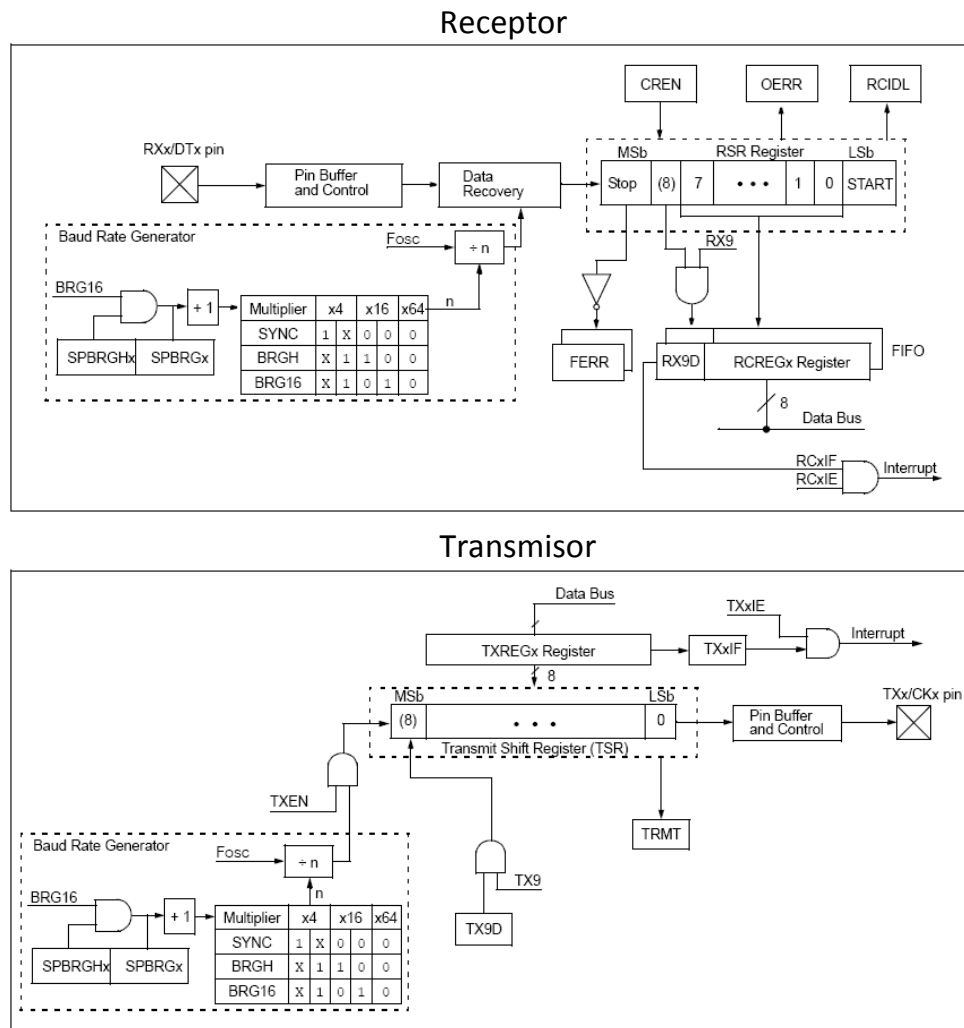 Receptor
CREN OERR RCIDL
RXx/DTx pin
MSb RSR Register LSb
Pin Buffer and Control
Data Recovery
Stop (8) 7 • • • 1 0 START
Baud Rate Generator
Fosc
÷ n
RX9
BRG16
n
+ 1
Multiplier x4 x16 x64
SYNC 1 X 0 0 0
BRGH X 1 1 0 0
BRG16 X 1 0 1 0
SPBRGHx SPBRGx
FERR
RX9D RCREGx Register
FIFO
8
Data Bus
RCxIF
RCxIE
Interrupt
Transmisor
Data Bus
TXxIE
Interrupt
TXREGx Register
TXxIF
8
MSb LSb
TXx/CKx pin
(8) • • • 0
Pin Buffer and Control
Transmit Shift Register (TSR)
TXEN
TRMT
Baud Rate Generator
Fosc
÷ n
n
TX9
TX9D
BRG16
+ 1
Multiplier x4 x16 x64
SYNC 1 X 0 0 0
BRGH X 1 1 0 0
BRG16 X 1 0 1 0
SPBRGHx SPBRGx